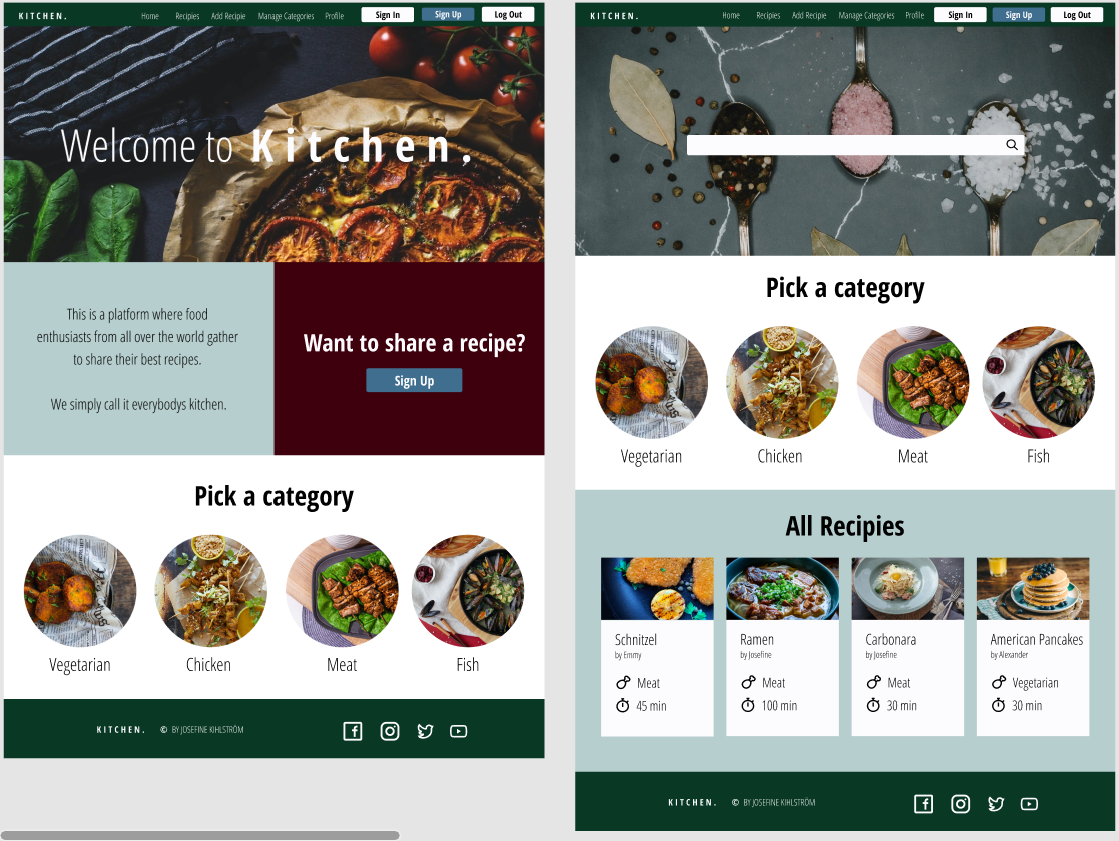 KITCHEN. Home Recipies Add Recipie Manage Categories Profile Sign In Sign Up Log Out
Welcome to Kitchen.
This is a platform where food
enthusiasts from all over the world gather
to share their best recipes.
We simply call it everybodys kitchen.
Want to share a recipe?
Sign Up
Pick a category
Vegetarian Chicken Meat Fish
KITCHEN. © BY JOSEFINE KIHLSTRÖM
KITCHEN. Home Recipies Add Recipie Manage Categories Profile Sign In Sign Up Log Out
Pick a category
Vegetarian Chicken Meat Fish
All Recipies
Schnitzel Ramen Carbonara American Pancakes
by Emmy by Josefine by Josefine by Alexander
Meat Meat Meat Vegetarian
45 min 100 min 30 min 30 min
KITCHEN. © BY JOSEFINE KIHLSTRÖM